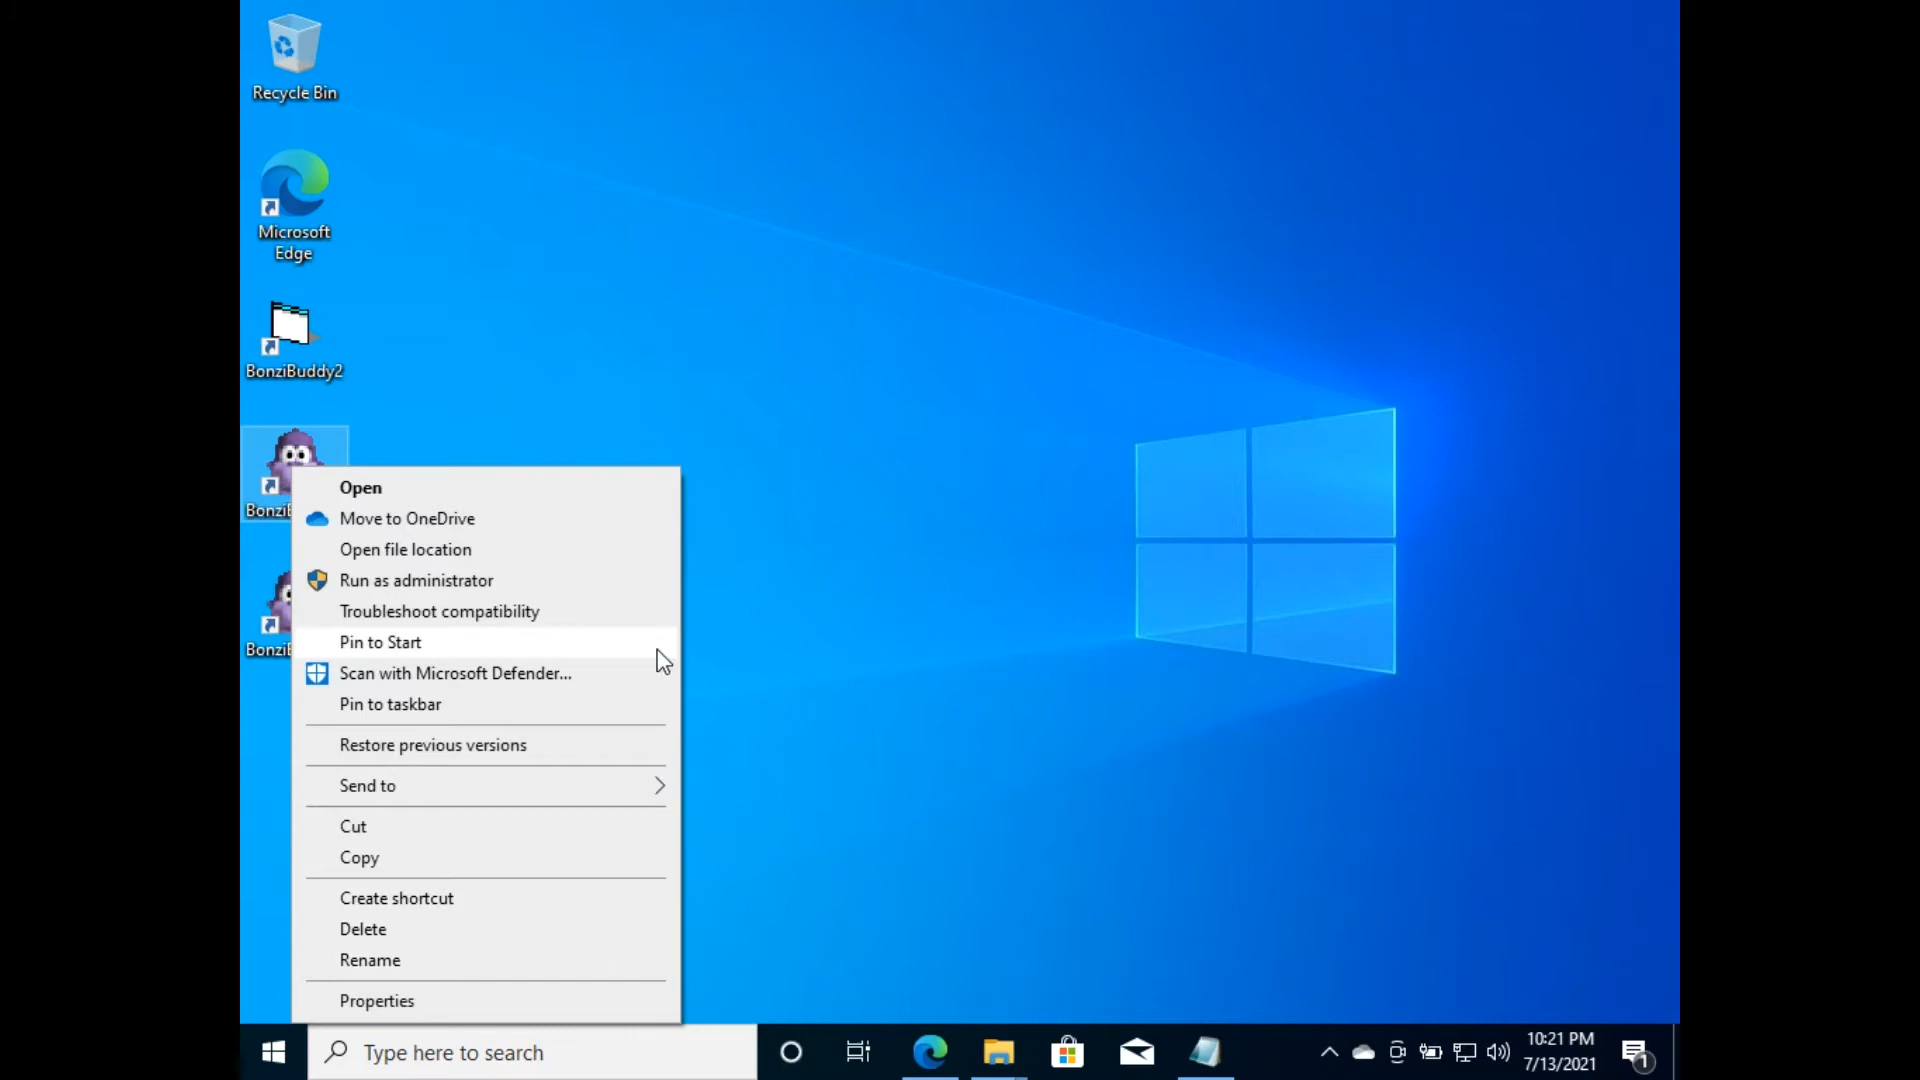 Recycle Bin
Microsoft
Edge
BonziBuddy2
Open
Move to OneDrive
Open file location
Run as administrator
Troubleshoot compatibility
Pin to Start
Scan with Microsoft Defender...
Pin to taskbar
Restore previous versions
Send to
Cut
Copy
Create shortcut
Delete
Rename
Properties
Type here to search
10:21 PM
7/13/2021
1